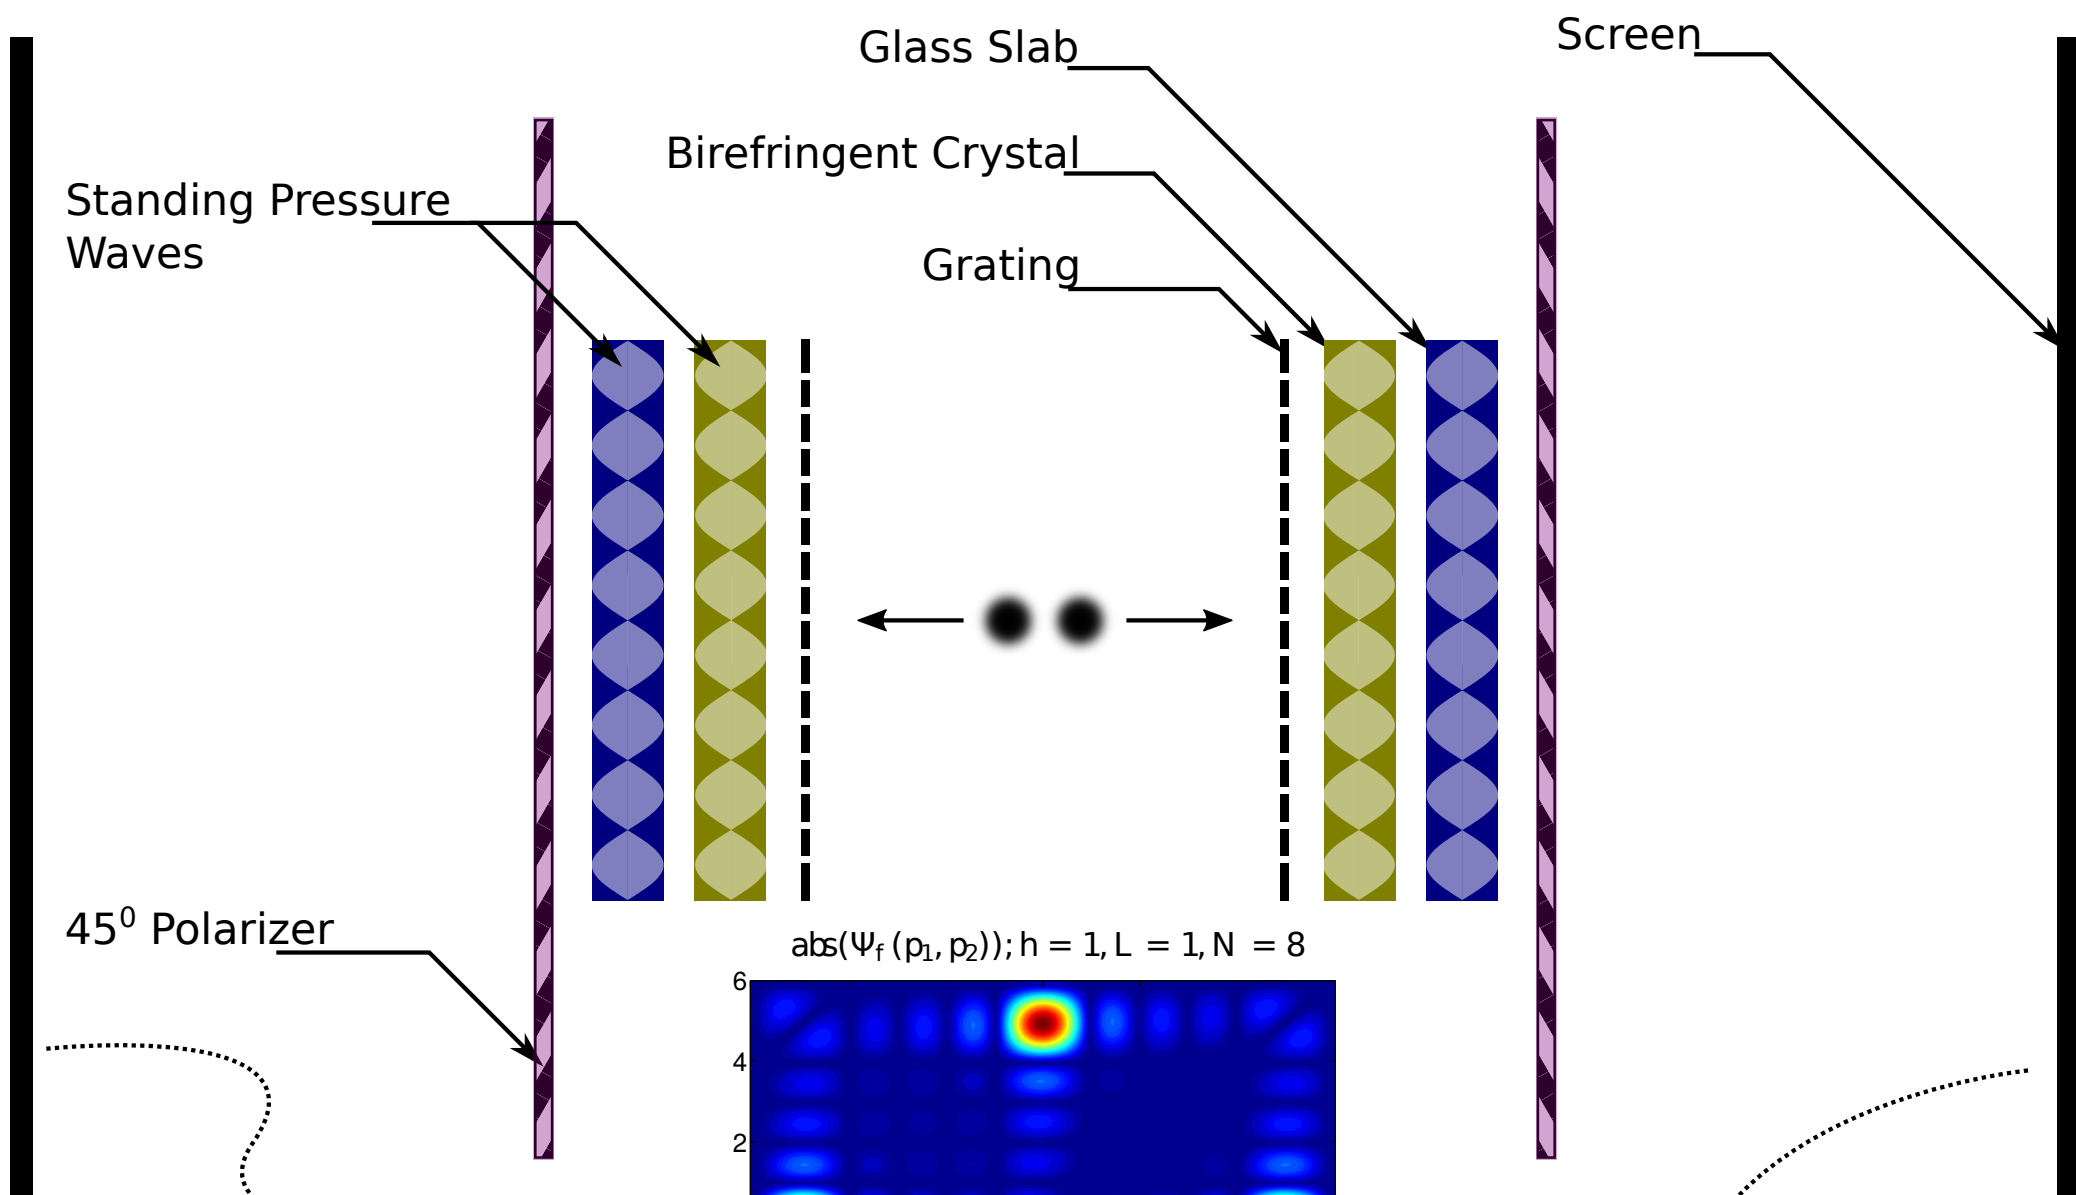 Screen
Glass Slab
Birefringent Crystal
Standing Pressure
Waves
Grating
45⁰ Polarizer
abs(Ψf (p1, p2)); h = 1, L = 1, N = 8
6
4
2